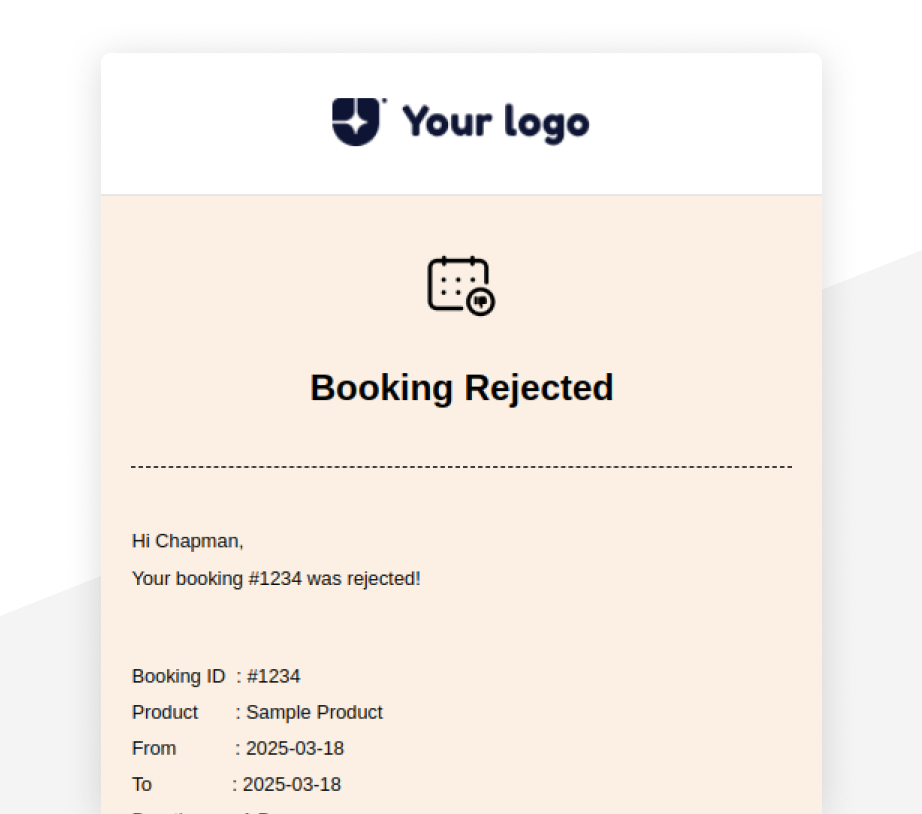 Your logo
Booking Rejected
Hi Chapman,
Your booking #1234 was rejected!
Booking ID : #1234
Product : Sample Product
From : 2025-03-18
To : 2025-03-18